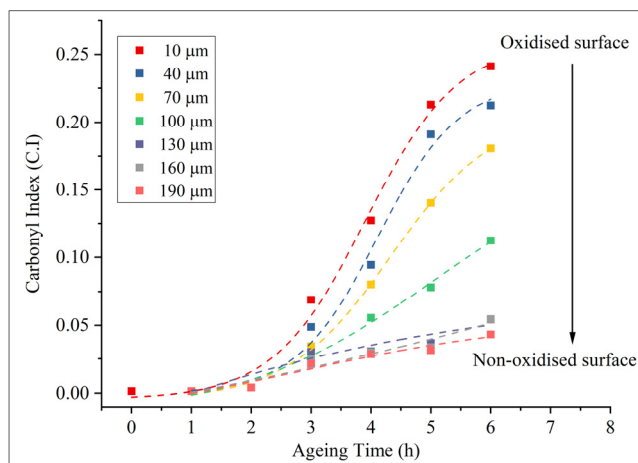 0.25
0.20
0.15
0.10
0.05
0.00
Carbonyl Index (C.I)
10 μm
40 μm
70 μm
100 μm
130 μm
160 μm
190 μm
Oxidised surface
Non-oxidised surface
0 1 2 3 4 5 6 7 8
Ageing Time (h)